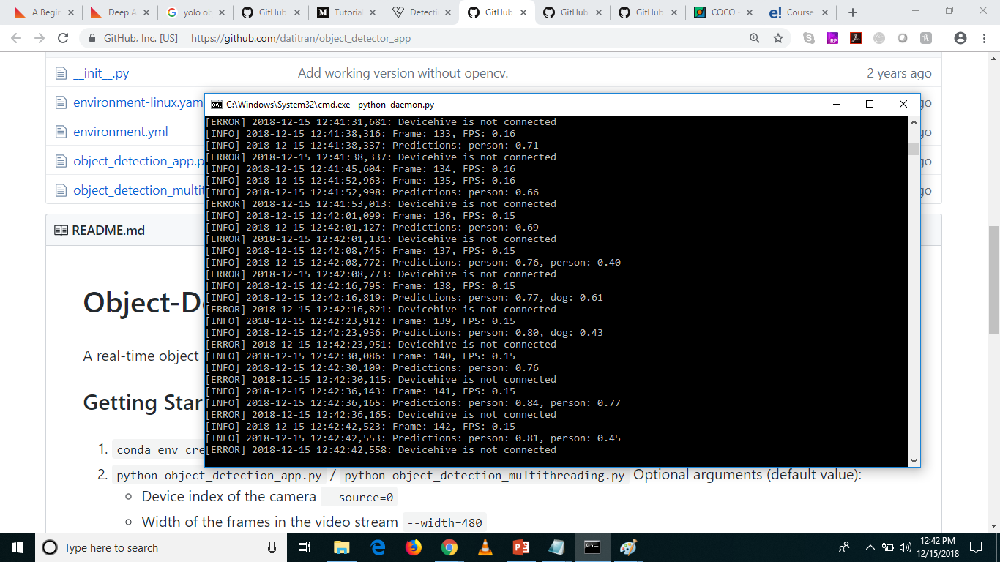 A Begin
Deep A
yolo ob
GitHub
Tutorial
Detecti
GitHub
GitHub
GitHub
COCO -
Course
GitHub, Inc. [US] | https://github.com/datitran/object_detector_app
__init__.py Add working version without opencv. 2 years ago
environment-linux.yam go
environment.yml go
object_detection_app.p go
object_detection_multi go
README.md
Object-De
A real-time object
Getting Star
1. conda env cre
2. python object_detection_app.py / python object_detection_multithreading.py Optional arguments (default value):
Device index of the camera --source=0
Width of the frames in the video stream --width=480
C:\Windows\System32\cmd.exe - python  daemon.py
[ERROR] 2018-12-15 12:41:31,681: Devicehive is not connected
[INFO] 2018-12-15 12:41:38,316: Frame: 133, FPS: 0.16
[INFO] 2018-12-15 12:41:38,337: Predictions: person: 0.71
[ERROR] 2018-12-15 12:41:38,337: Devicehive is not connected
[INFO] 2018-12-15 12:41:45,604: Frame: 134, FPS: 0.16
[INFO] 2018-12-15 12:41:52,963: Frame: 135, FPS: 0.16
[INFO] 2018-12-15 12:41:52,998: Predictions: person: 0.66
[ERROR] 2018-12-15 12:41:53,013: Devicehive is not connected
[INFO] 2018-12-15 12:42:01,099: Frame: 136, FPS: 0.15
[INFO] 2018-12-15 12:42:01,127: Predictions: person: 0.69
[ERROR] 2018-12-15 12:42:01,131: Devicehive is not connected
[INFO] 2018-12-15 12:42:08,745: Frame: 137, FPS: 0.15
[INFO] 2018-12-15 12:42:08,772: Predictions: person: 0.76, person: 0.40
[ERROR] 2018-12-15 12:42:08,773: Devicehive is not connected
[INFO] 2018-12-15 12:42:16,795: Frame: 138, FPS: 0.15
[INFO] 2018-12-15 12:42:16,819: Predictions: person: 0.77, dog: 0.61
[ERROR] 2018-12-15 12:42:16,821: Devicehive is not connected
[INFO] 2018-12-15 12:42:23,912: Frame: 139, FPS: 0.15
[INFO] 2018-12-15 12:42:23,936: Predictions: person: 0.80, dog: 0.43
[ERROR] 2018-12-15 12:42:23,951: Devicehive is not connected
[INFO] 2018-12-15 12:42:30,086: Frame: 140, FPS: 0.15
[INFO] 2018-12-15 12:42:30,109: Predictions: person: 0.76
[ERROR] 2018-12-15 12:42:30,115: Devicehive is not connected
[INFO] 2018-12-15 12:42:36,143: Frame: 141, FPS: 0.15
[INFO] 2018-12-15 12:42:36,165: Predictions: person: 0.84, person: 0.77
[ERROR] 2018-12-15 12:42:36,165: Devicehive is not connected
[INFO] 2018-12-15 12:42:42,523: Frame: 142, FPS: 0.15
[INFO] 2018-12-15 12:42:42,553: Predictions: person: 0.81, person: 0.45
[ERROR] 2018-12-15 12:42:42,558: Devicehive is not connected
Type here to search
12:42 PM
12/15/2018